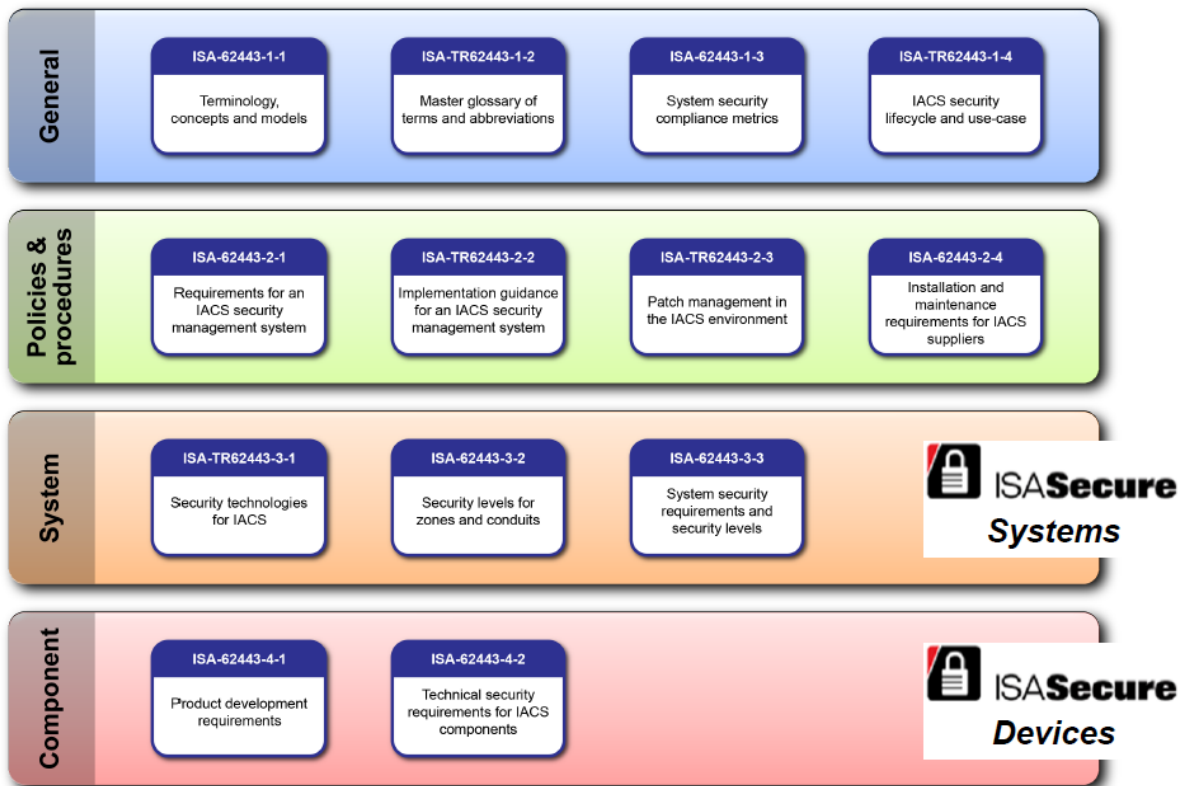 General
ISA-62443-1-1
Terminology,
concepts and models
ISA-TR62443-1-2
Master glossary of
terms and abbreviations
ISA-62443-1-3
System security
compliance metrics
ISA-TR62443-1-4
IACS security
lifecycle and use-case
Policies &
procedures
ISA-62443-2-1
Requirements for an
IACS security
management system
ISA-TR62443-2-2
Implementation guidance
for an IACS security
management system
ISA-TR62443-2-3
Patch management in
the IACS environment
ISA-62443-2-4
Installation and
maintenance
requirements for IACS
suppliers
System
ISA-TR62443-3-1
Security technologies
for IACS
ISA-62443-3-2
Security levels for
zones and conduits
ISA-62443-3-3
System security
requirements and
security levels
ISASecure
Systems
Component
ISA-62443-4-1
Product development
requirements
ISA-62443-4-2
Technical security
requirements for IACS
components
ISASecure
Devices